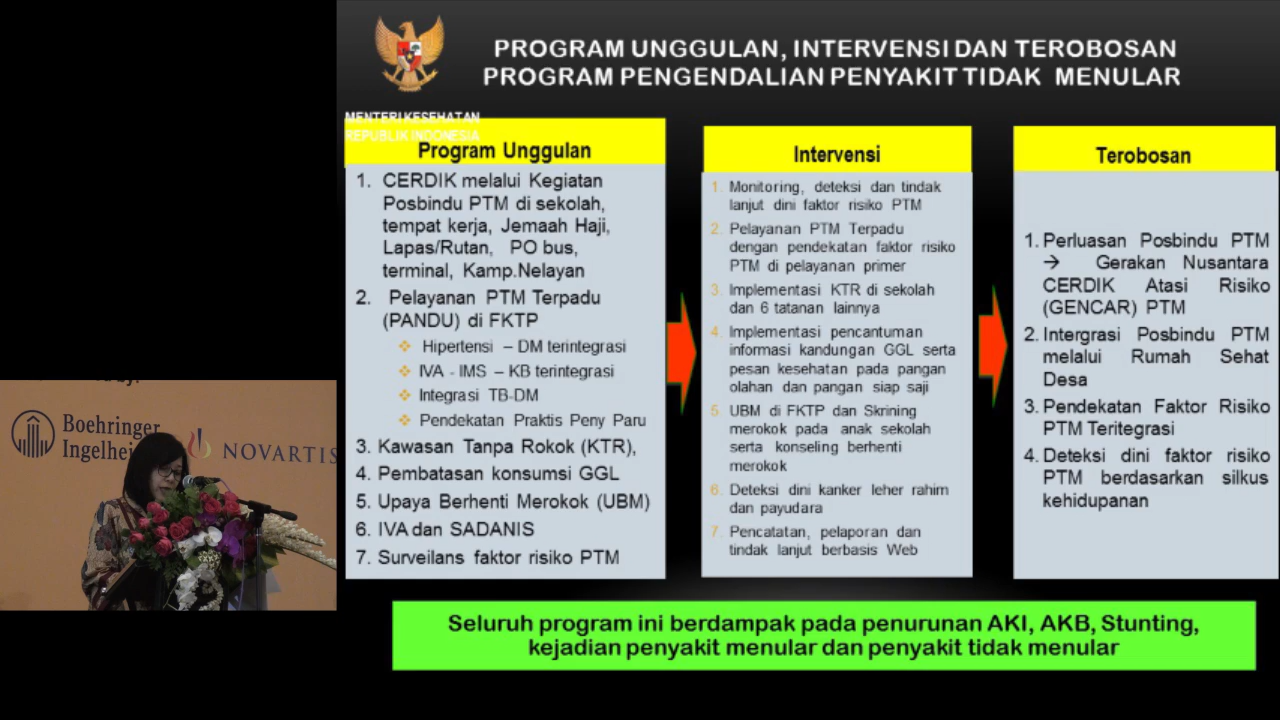 PROGRAM UNGGULAN, INTERVENSI DAN TEROBOSAN
PROGRAM PENGENDALIAN PENYAKIT TIDAK MENULAR
MENTERI KESEHATAN
REPUBLIK INDONESIA
Program Unggulan
1. CERDIK melalui Kegiatan
Posbindu PTM di sekolah,
tempat kerja, Jemaah Haji,
Lapas/Rutan, PO bus,
terminal, Kamp.Nelayan
2. Pelayanan PTM Terpadu
(PANDU) di FKTP
❖ Hipertensi – DM terintegrasi
❖ IVA - IMS – KB terintegrasi
❖ Integrasi TB-DM
❖ Pendekatan Praktis Peny Paru
3. Kawasan Tanpa Rokok (KTR),
4. Pembatasan konsumsi GGL
5. Upaya Berhenti Merokok (UBM)
6. IVA dan SADANIS
7. Surveilans faktor risiko PTM
Intervensi
1. Monitoring, deteksi dan tindak
lanjut dini faktor risiko PTM
2. Pelayanan PTM Terpadu
dengan pendekatan faktor risiko
PTM di pelayanan primer
3. Implementasi KTR di sekolah
dan 6 tatanan lainnya
4. Implementasi pencantuman
informasi kandungan GGL serta
pesan kesehatan pada pangan
olahan dan pangan siap saji
5. UBM di FKTP dan Skrining
merokok pada anak sekolah
serta konseling berhenti
merokok
6. Deteksi dini kanker leher rahim
dan payudara
7. Pencatatan, pelaporan dan
tindak lanjut berbasis Web
Terobosan
1. Perluasan Posbindu PTM
→ Gerakan Nusantara
CERDIK Atasi Risiko
(GENCAR) PTM
2. Intergrasi Posbindu PTM
melalui Rumah Sehat
Desa
3. Pendekatan Faktor Risiko
PTM Teritegrasi
4. Deteksi dini faktor risiko
PTM berdasarkan silkus
kehidupanan
Seluruh program ini berdampak pada penurunan AKI, AKB, Stunting,
kejadian penyakit menular dan penyakit tidak menular
by:
Boehringer
Ingelhei
NOVARTIS